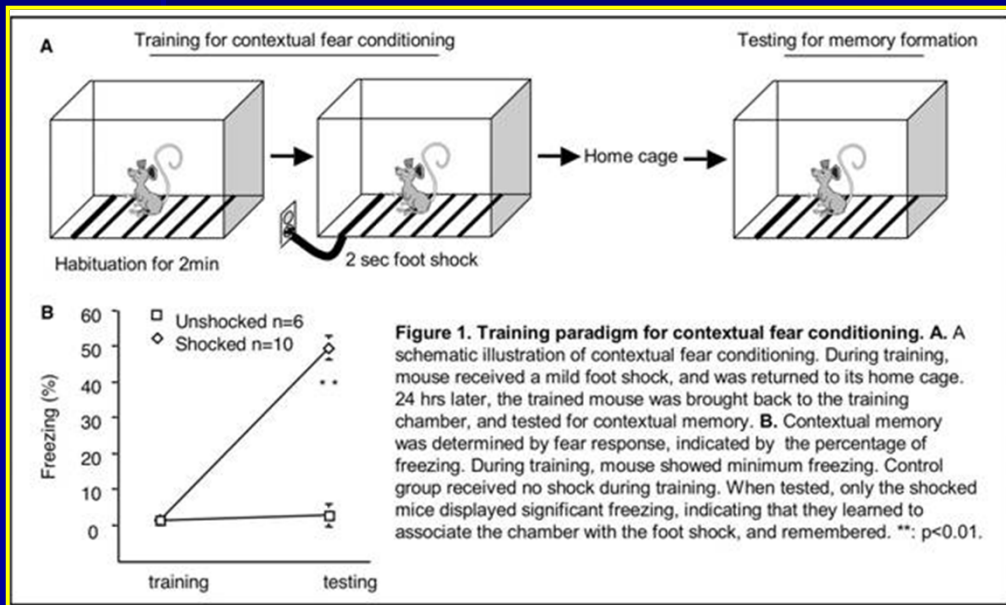 A
Training for contextual fear conditioning
Testing for memory formation
Home cage
Habituation for 2min
2 sec foot shock
B
60
50
40
30
20
10
0
Freezing (%)
Unshocked n=6
Shocked n=10
* *
training
testing
Figure 1. Training paradigm for contextual fear conditioning. A. A
schematic illustration of contextual fear conditioning. During training,
mouse received a mild foot shock, and was returned to its home cage.
24 hrs later, the trained mouse was brought back to the training
chamber, and tested for contextual memory. B. Contextual memory
was determined by fear response, indicated by the percentage of
freezing. During training, mouse showed minimum freezing. Control
group received no shock during training. When tested, only the shocked
mice displayed significant freezing, indicating that they learned to
associate the chamber with the foot shock, and remembered. **: p<0.01.